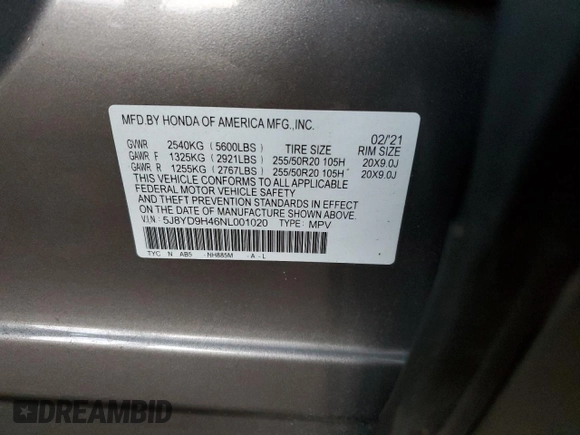 MFD.BY HONDA OF AMERICA MFG.,INC.
02/'21
GVWR 2540KG (5600LBS) TIRE SIZE RIM SIZE
GAWR F 1325KG (2921LBS) 255/50R20 105H 20X9.0J
GAWR R 1255KG (2767LBS) 255/50R20 105H 20X9.0J
THIS VEHICLE CONFORMS TO ALL APPLICABLE
FEDERAL MOTOR VEHICLE SAFETY
AND THEFT PREVENTION STANDARDS IN EFFECT
ON THE DATE OF MANUFACTURE SHOWN ABOVE.
V.I.N: 5J8YD9H46NL001020 TYPE: MPV
TYC N AB5 -NH885M -A -L
DREAMBID